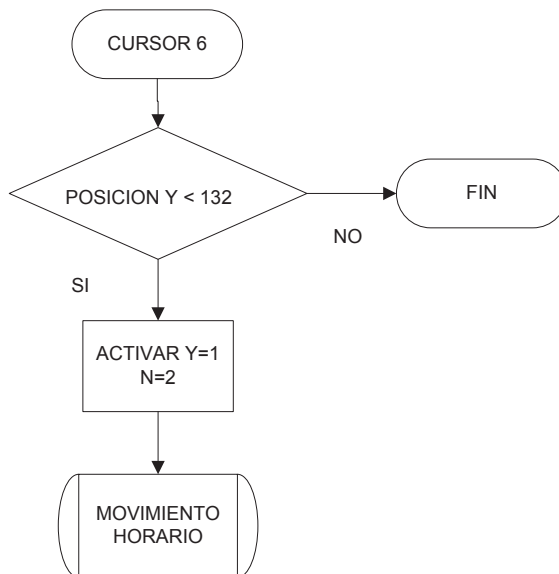 CURSOR 6
POSICION Y < 132
FIN
NO
SI
ACTIVAR Y=1
N=2
MOVIMIENTO
HORARIO